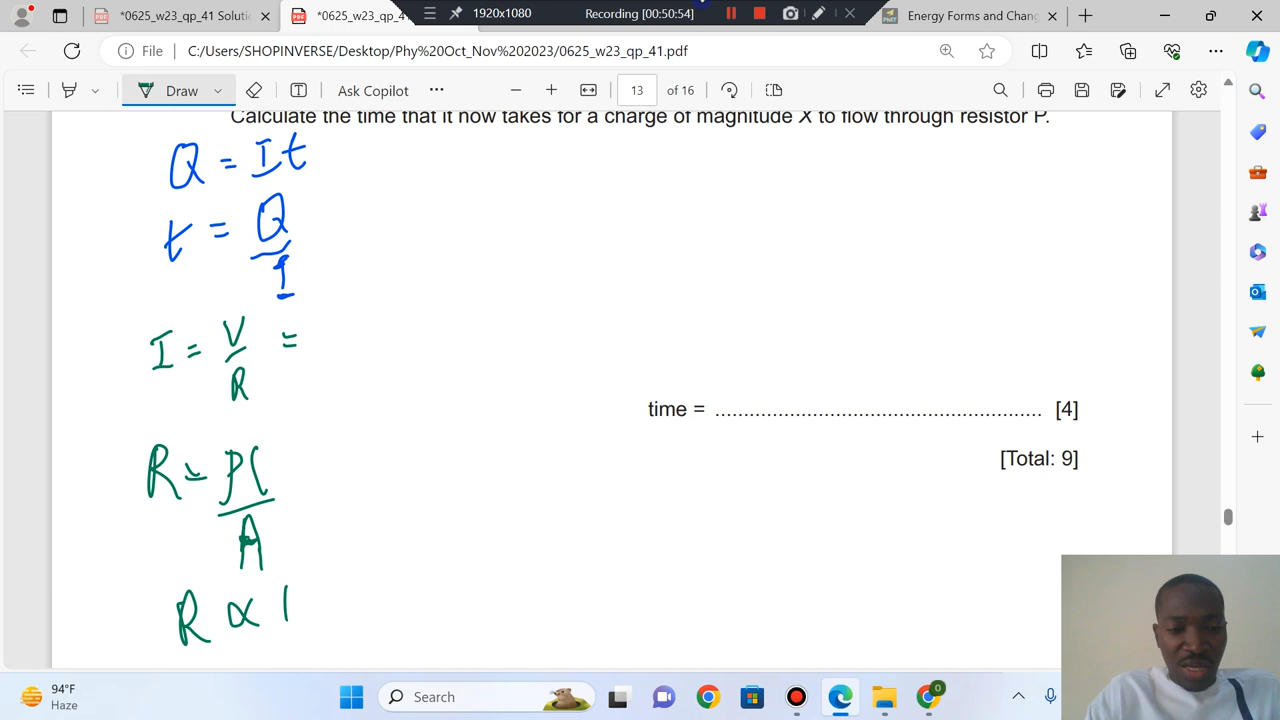 *0625_w23_qp_41 Soluti
*0625_w23_qp_41
1920x1080
Recording (00:50:54)
Energy Forms and Chang
File
C:/Users/SHOPINVERSE/Desktop/Phy%20Oct_Nov%202023/0625_w23_qp_41.pdf
Draw
Ask Copilot
13 of 16
Calculate the time that it now takes for a charge of magnitude X to flow through resistor P.
Q = It
t = Q/I
I = V/R =
time = ........................................................ [4]
[Total: 9]
R = ρl/A
R ∝ l
94°F
Haze
Search
0